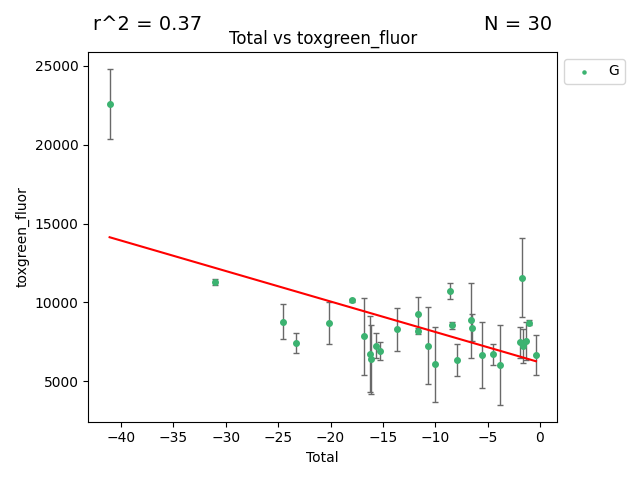 r^2 = 0.37
N = 30
Total vs toxgreen_fluor
G
25000
20000
15000
10000
5000
toxgreen_fluor
−40 −35 −30 −25 −20 −15 −10 −5 0
Total